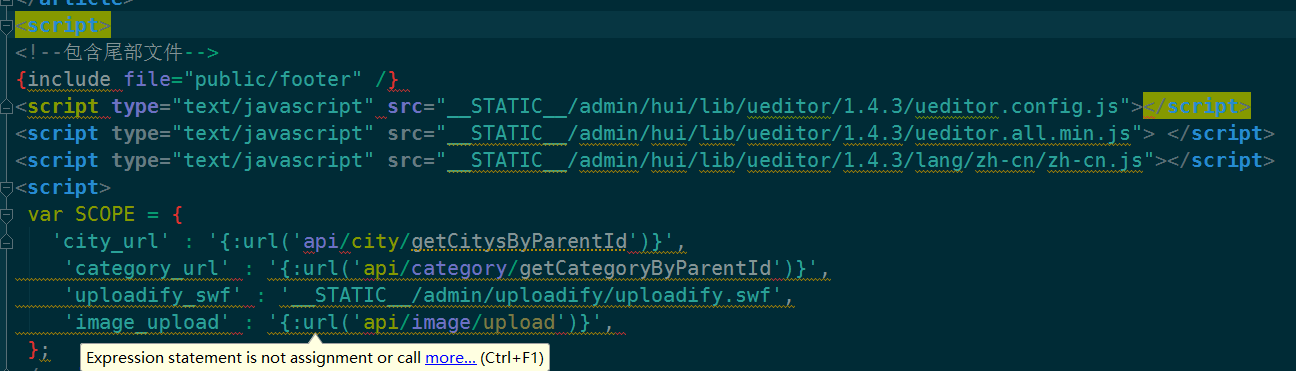 </article>
<script>
<!--包含尾部文件-->
{include file="public/footer" /}
<script type="text/javascript" src="__STATIC__/admin/hui/lib/ueditor/1.4.3/ueditor.config.js"></script>
<script type="text/javascript" src="__STATIC__/admin/hui/lib/ueditor/1.4.3/ueditor.all.min.js"> </script>
<script type="text/javascript" src="__STATIC__/admin/hui/lib/ueditor/1.4.3/lang/zh-cn/zh-cn.js"></script>
<script>
var SCOPE = {
'city_url' : '{:url('api/city/getCitysByParentId')}',
'category_url' : '{:url('api/category/getCategoryByParentId')}',
'uploadify_swf' : '__STATIC__/admin/uploadify/uploadify.swf',
'image_upload' : '{:url('api/image/upload')}',
};
Expression statement is not assignment or call more... (Ctrl+F1)